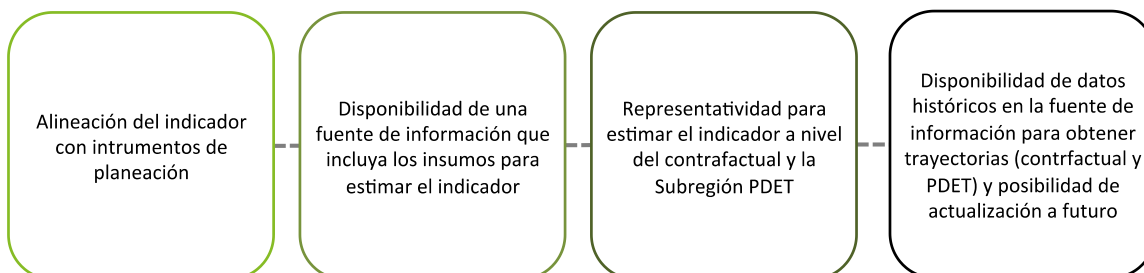 Alineación del indicador
con intrumentos de
planeación
Disponibilidad de una
fuente de información que
incluya los insumos para
estimar el indicador
Representatividad para
estimar el indicador a nivel
del contrafactual y la
Subregión PDET
Disponibilidad de datos
históricos en la fuente de
información para obtener
trayectorias (contrfactual y
PDET) y posibilidad de
actualización a futuro